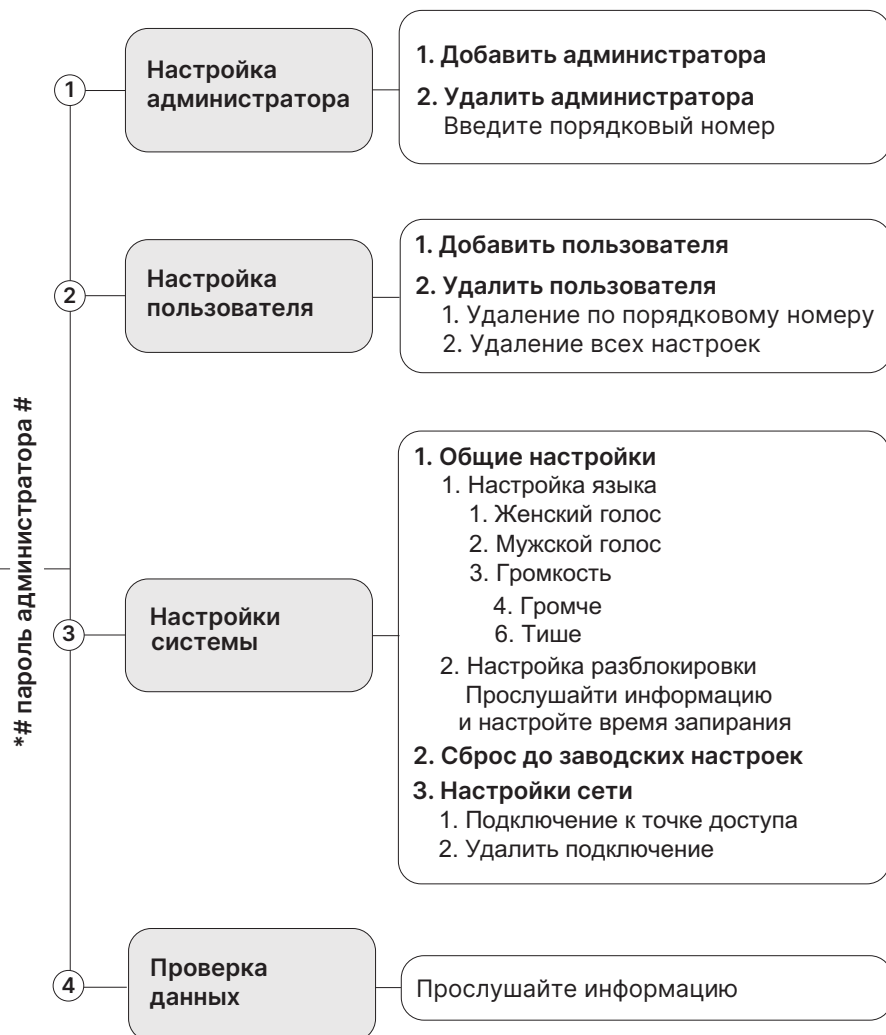 *# пароль администратора #
1
Настройка
администратора
1. Добавить администратора
2. Удалить администратора
Введите порядковый номер
2
Настройка
пользователя
1. Добавить пользователя
2. Удалить пользователя
1. Удаление по порядковому номеру
2. Удаление всех настроек
3
Настройки
системы
1. Общие настройки
1. Настройка языка
1. Женский голос
2. Мужской голос
3. Громкость
4. Громче
6. Тише
2. Настройка разблокировки
Прослушайти информацию
и настройте время запирания
2. Сброс до заводских настроек
3. Настройки сети
1. Подключение к точке доступа
2. Удалить подключение
4
Проверка
данных
Прослушайте информацию